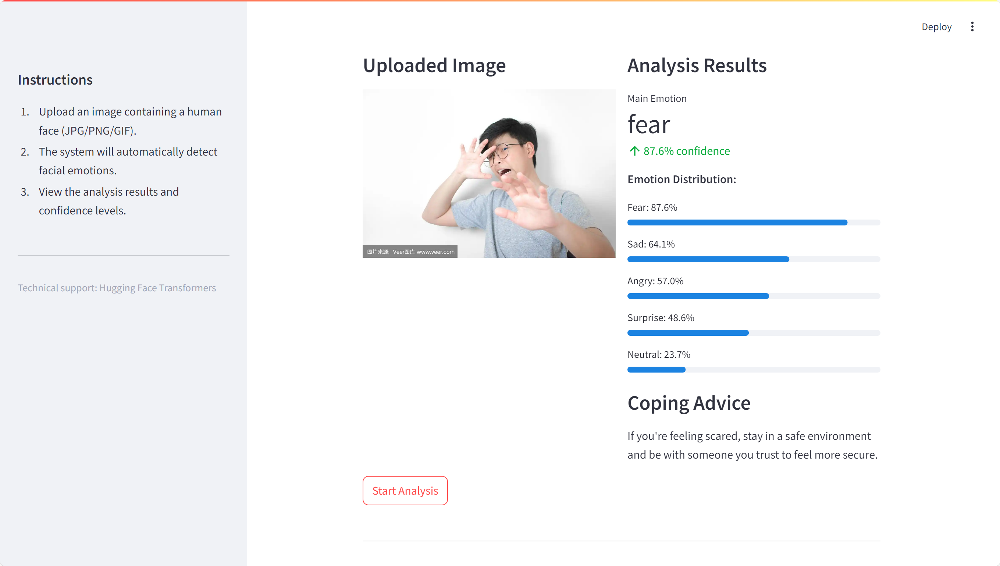 Deploy
Instructions
1. Upload an image containing a human
face (JPG/PNG/GIF).
2. The system will automatically detect
facial emotions.
3. View the analysis results and
confidence levels.
Technical support: Hugging Face Transformers
Uploaded Image
图片来源: Veer图库 www.veer.com
Start Analysis
Analysis Results
Main Emotion
fear
↑ 87.6% confidence
Emotion Distribution:
Fear: 87.6%
Sad: 64.1%
Angry: 57.0%
Surprise: 48.6%
Neutral: 23.7%
Coping Advice
If you're feeling scared, stay in a safe environment
and be with someone you trust to feel more secure.